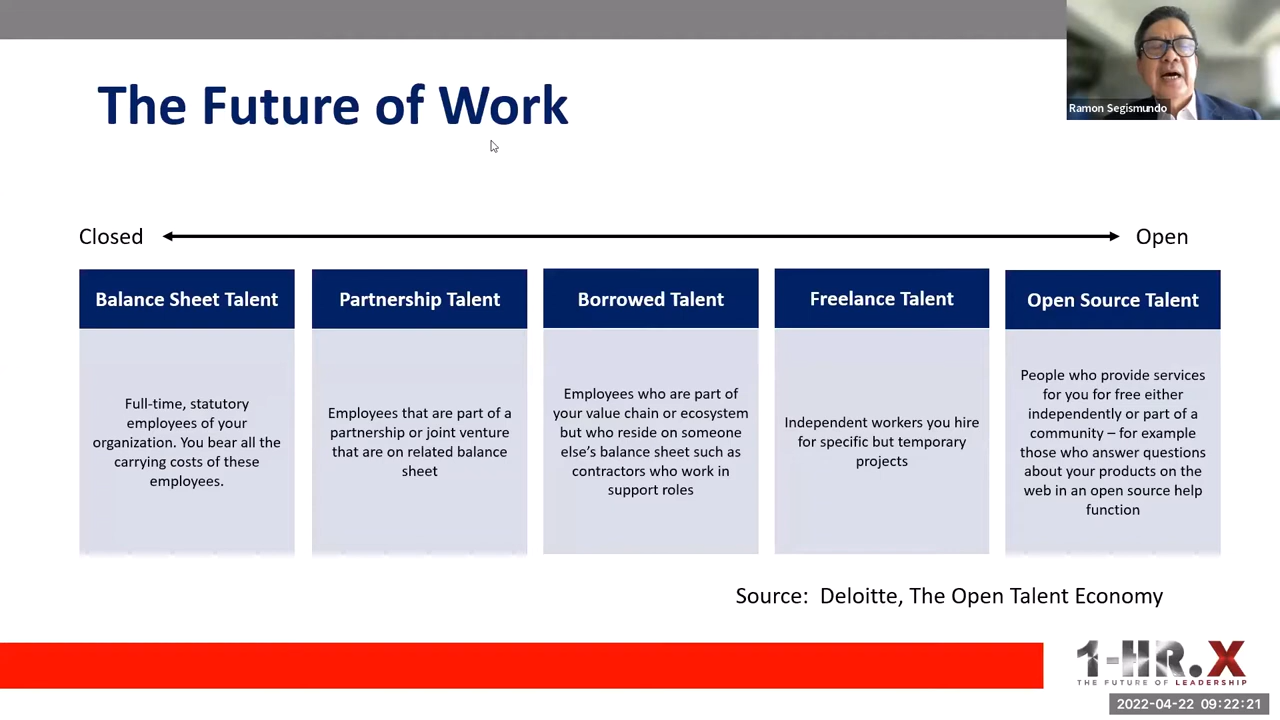 The Future of Work
Ramon Segismundo
Closed
Open
Balance Sheet Talent
Full-time, statutory
employees of your
organization. You bear all the
carrying costs of these
employees.
Partnership Talent
Employees that are part of a
partnership or joint venture
that are on related balance
sheet
Borrowed Talent
Employees who are part of
your value chain or ecosystem
but who reside on someone
else’s balance sheet such as
contractors who work in
support roles
Freelance Talent
Independent workers you hire
for specific but temporary
projects
Open Source Talent
People who provide services
for you for free either
independently or part of a
community – for example
those who answer questions
about your products on the
web in an open source help
function
Source:  Deloitte, The Open Talent Economy
1-HR.X
THE FUTURE OF LEADERSHIP
2022-04-22 09:22:21